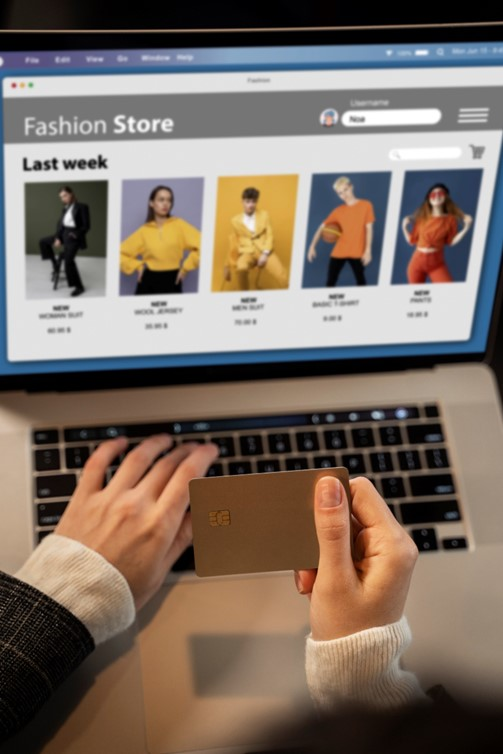 File Edit View Go Window Help
100%
Fashion
Fashion Store
Username
Noa
Last week
NEW
WOMAN SUIT
NEW
WOOL JERSEY
NEW
MEN SUIT
NEW
BASIC T-SHIRT
NEW
PANTS